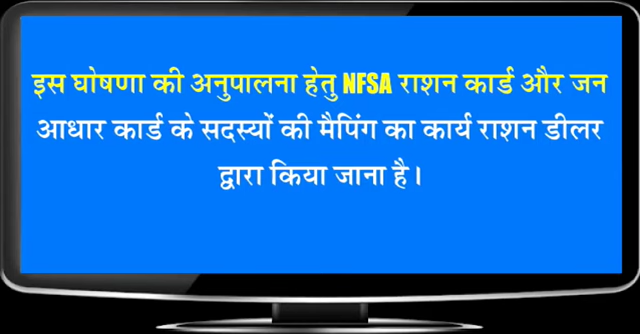 इस घोषणा की अनुपालना हेतु NFSA राशन कार्ड और जन
आधार कार्ड के सदस्यों की मैपिंग का कार्य राशन डीलर
द्वारा किया जाना है।